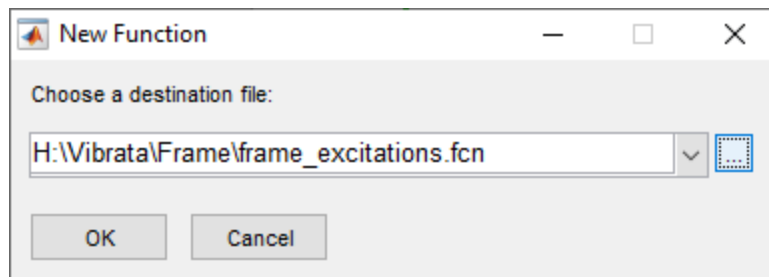 New Function
Choose a destination file:
H:\Vibrata\Frame\frame_excitations.fcn
...
OK Cancel